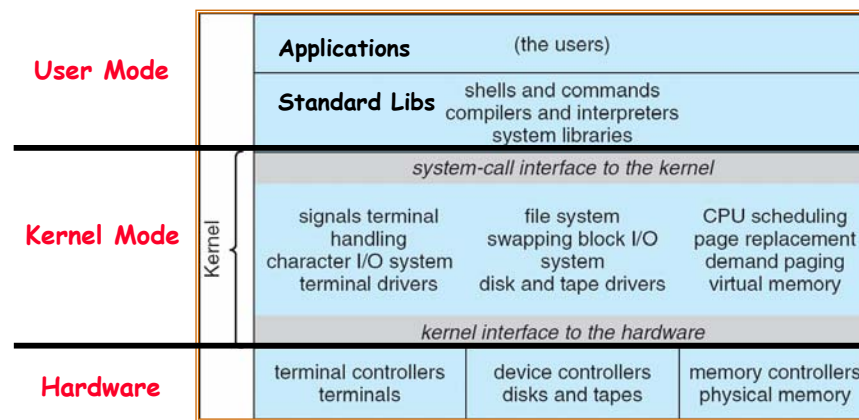 User Mode
Applications
(the users)
Standard Libs
shells and commands
compilers and interpreters
system libraries
system-call interface to the kernel
Kernel Mode
Kernel
signals terminal
handling
character I/O system
terminal drivers
file system
swapping block I/O
system
disk and tape drivers
CPU scheduling
page replacement
demand paging
virtual memory
kernel interface to the hardware
Hardware
terminal controllers
terminals
device controllers
disks and tapes
memory controllers
physical memory